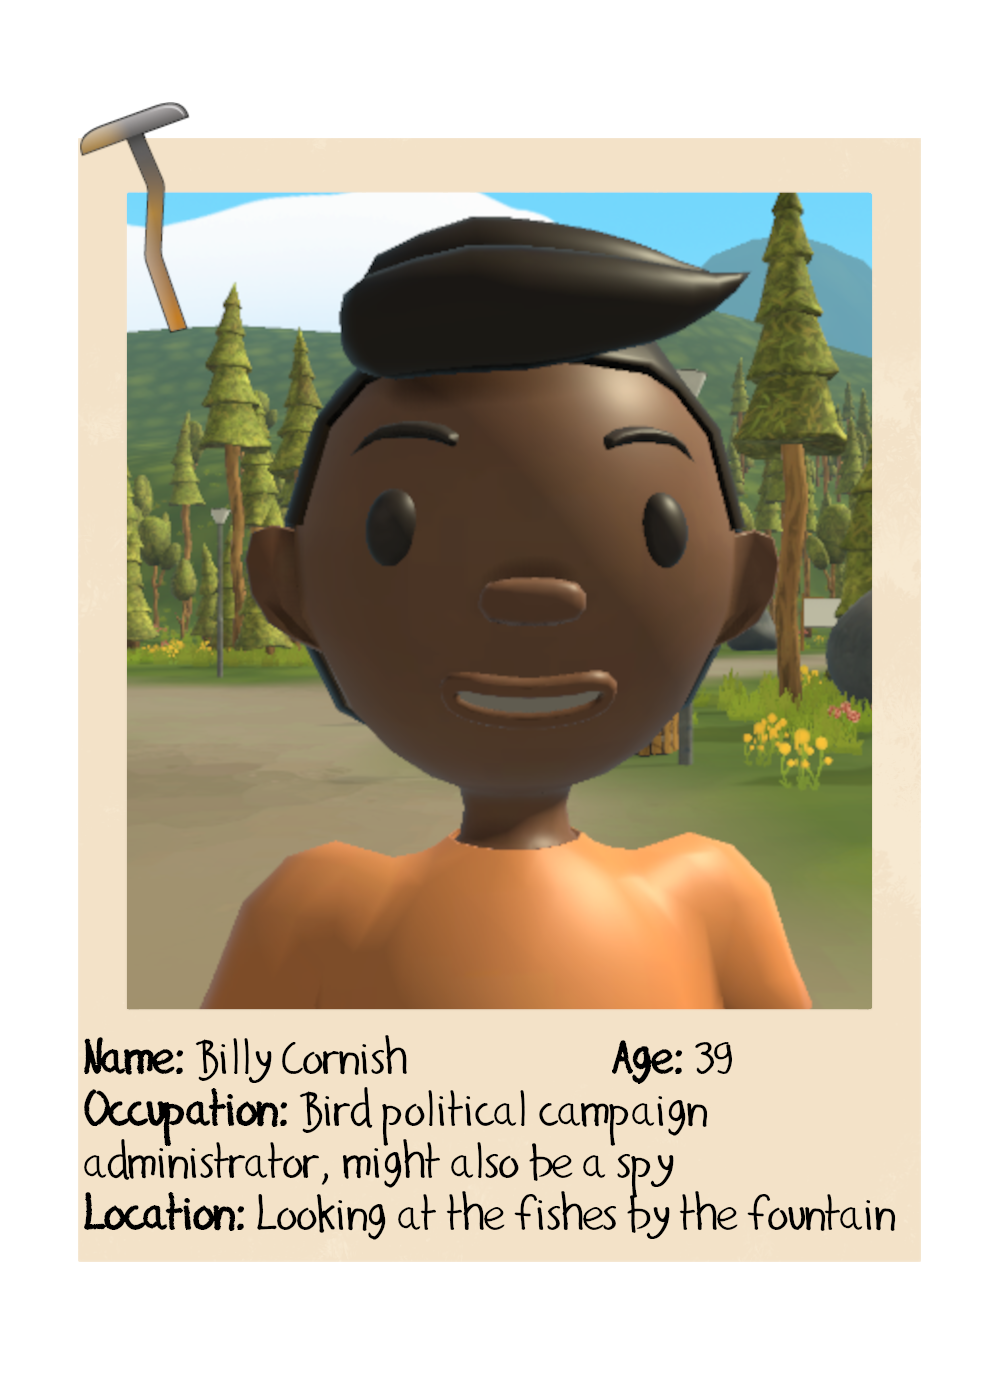 Name: Billy Cornish Age: 39
Occupation: Bird political campaign
administrator, might also be a spy
Location: Looking at the fishes by the fountain